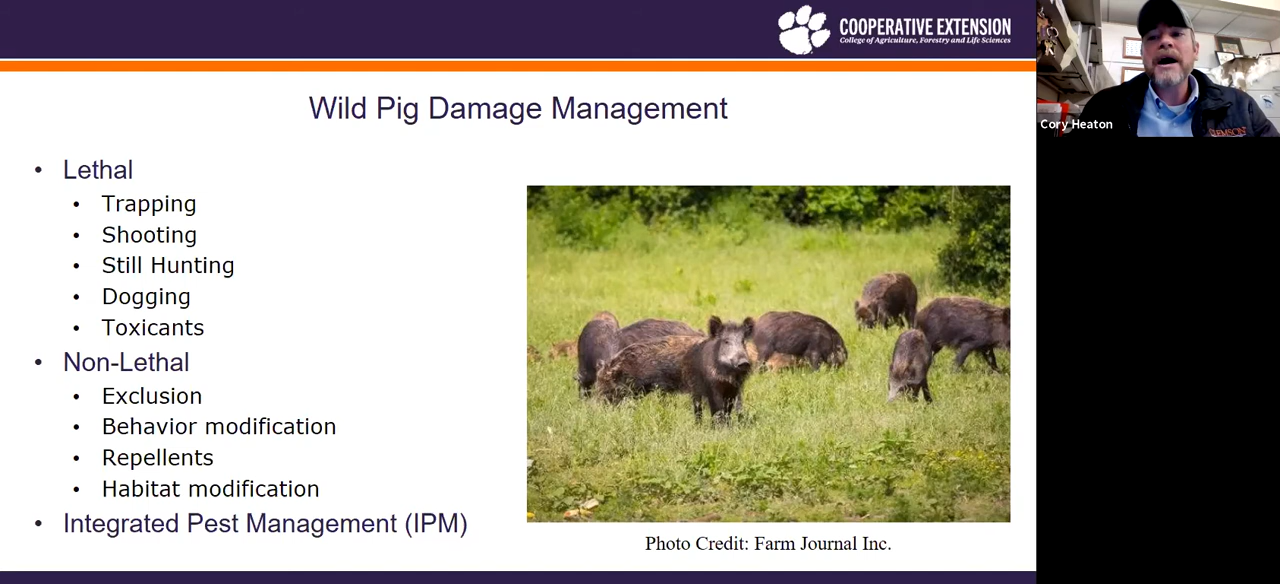 COOPERATIVE EXTENSION
College of Agriculture, Forestry and Life Sciences
Wild Pig Damage Management
• Lethal
• Trapping
• Shooting
• Still Hunting
• Dogging
• Toxicants
• Non-Lethal
• Exclusion
• Behavior modification
• Repellents
• Habitat modification
• Integrated Pest Management (IPM)
Photo Credit: Farm Journal Inc.
Cory Heaton
CLEMSON